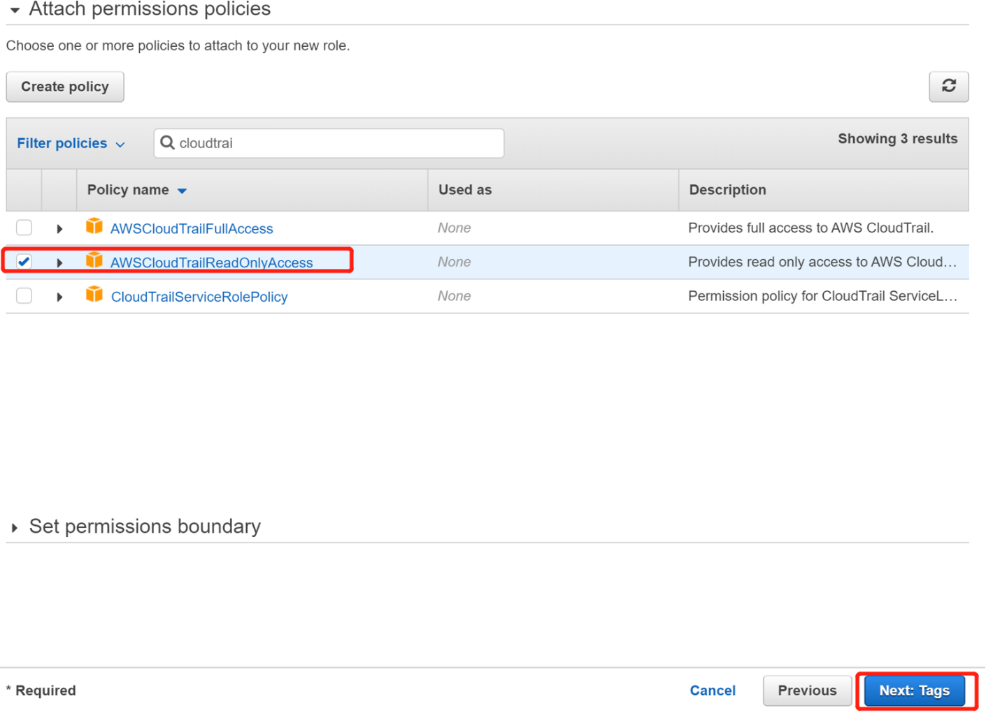 Attach permissions policies
Choose one or more policies to attach to your new role.
Create policy
Filter policies cloudtrai Showing 3 results
Policy name Used as Description
AWSCloudTrailFullAccess None Provides full access to AWS CloudTrail.
AWSCloudTrailReadOnlyAccess None Provides read only access to AWS Cloud...
CloudTrailServiceRolePolicy None Permission policy for CloudTrail ServiceL...
Set permissions boundary
* Required Cancel Previous Next: Tags